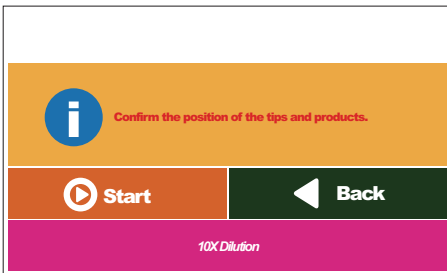 Confirm the position of the tips and products.
Start
Back
10X Dilution